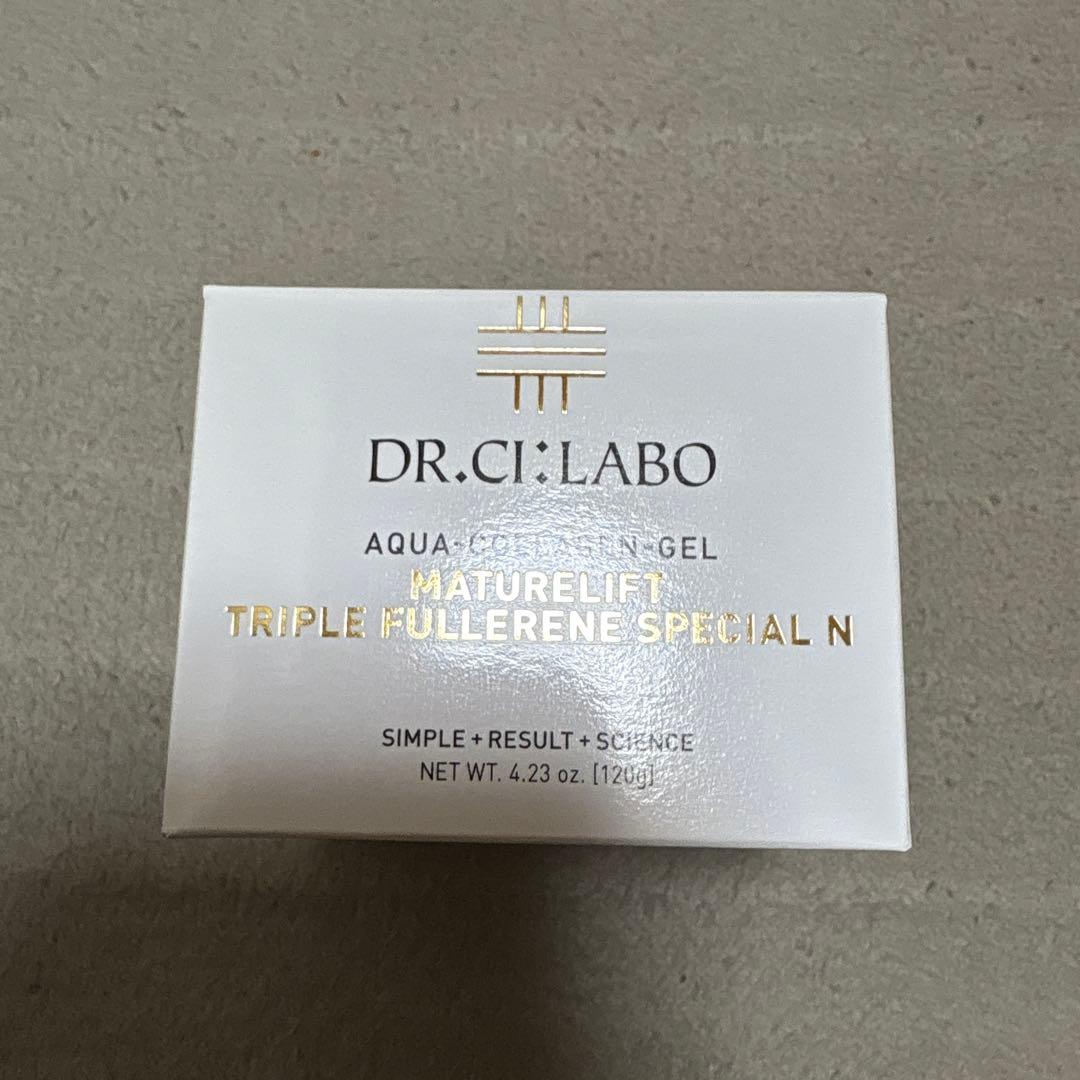 DR.CI:LABO
AQUA-COLLAGEN-GEL
MATURELIFT
TRIPLE FULLERENE SPECIAL N
SIMPLE + RESULT + SCIENCE
NET WT. 4.23 oz. [120g]